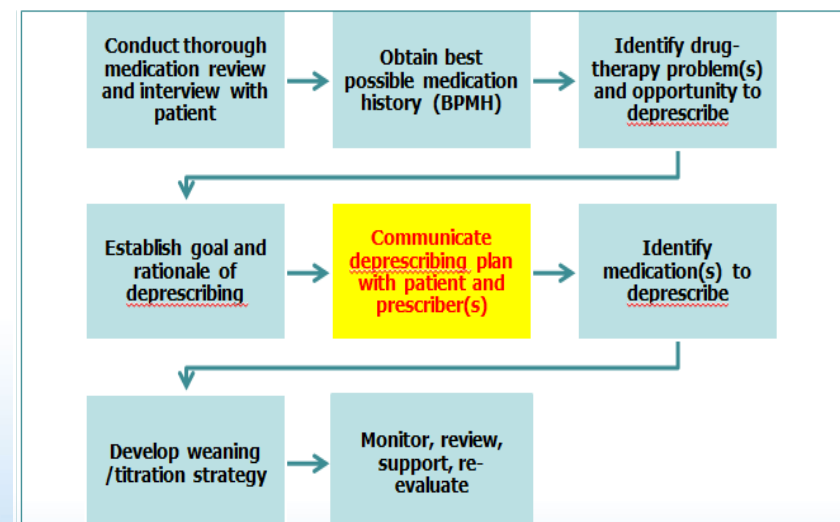 Conduct thorough
medication review
and interview with
patient
Obtain best
possible medication
history (BPMH)
Identify drug-
therapy problem(s)
and opportunity to
deprescribe
Establish goal and
rationale of
deprescribing
Communicate
deprescribing plan
with patient and
prescriber(s)
Identify
medication(s) to
deprescribe
Develop weaning
/titration strategy
Monitor, review,
support, re-
evaluate